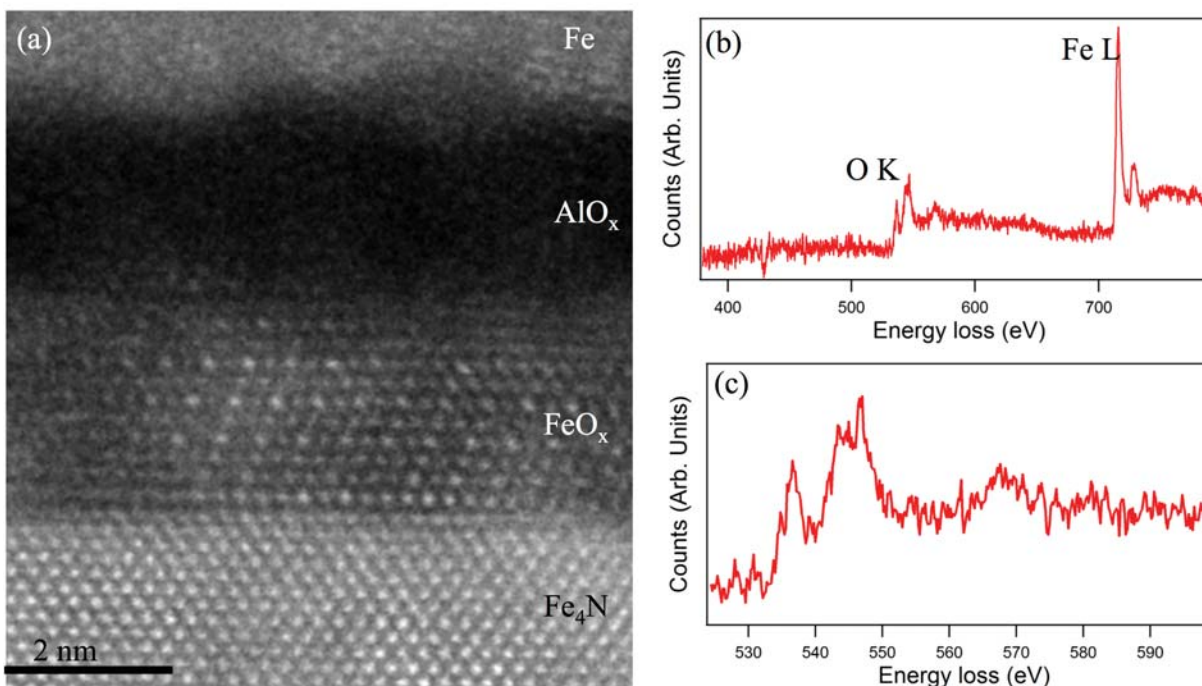 (a)
Fe
AlOx
FeOx
Fe4N
2 nm
(b)
Fe L
O K
Counts (Arb. Units)
400 500 600 700
Energy loss (eV)
(c)
Counts (Arb. Units)
530 540 550 560 570 580 590
Energy loss (eV)